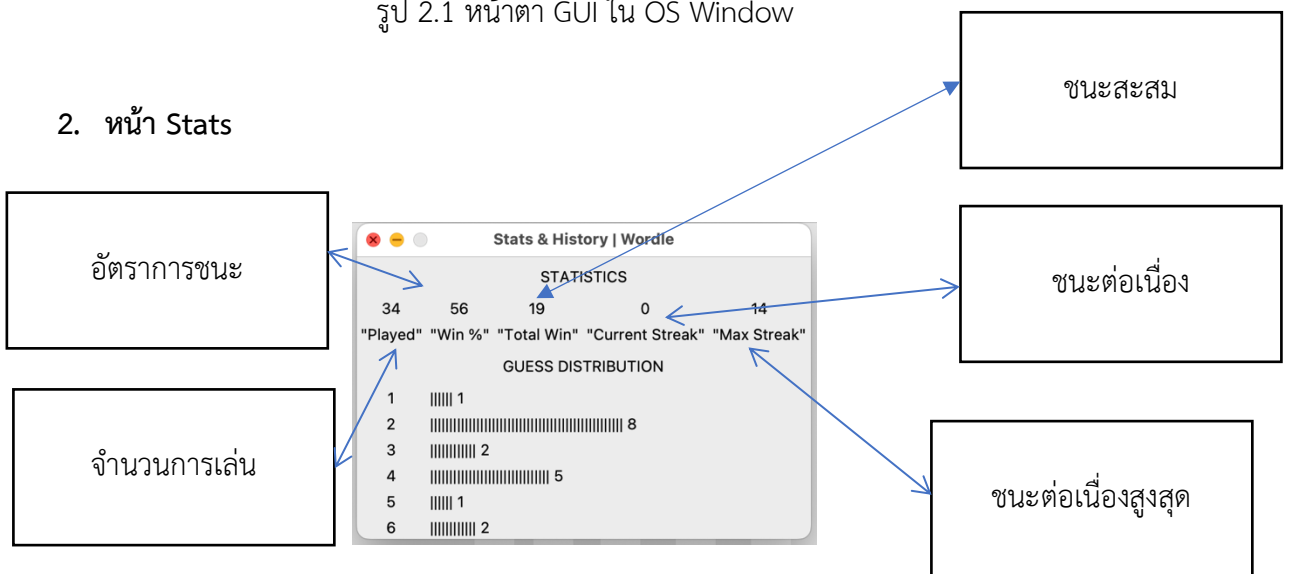 รูป 2.1 หน้าตา GUI ใน OS Window
ชนะสะสม
2. หน้า Stats
อัตราการชนะ
ชนะต่อเนื่อง
Stats & History | Wordle
STATISTICS
34 56 19 0 14
"Played" "Win %" "Total Win" "Current Streak" "Max Streak"
GUESS DISTRIBUTION
1 |||||| 1
2 |||||||||||||||||||||||||||||||||||||||||||||||| 8
3 |||||||||||| 2
4 |||||||||||||||||||||||||||||| 5
5 |||||| 1
6 |||||||||||| 2
จำนวนการเล่น
ชนะต่อเนื่องสูงสุด